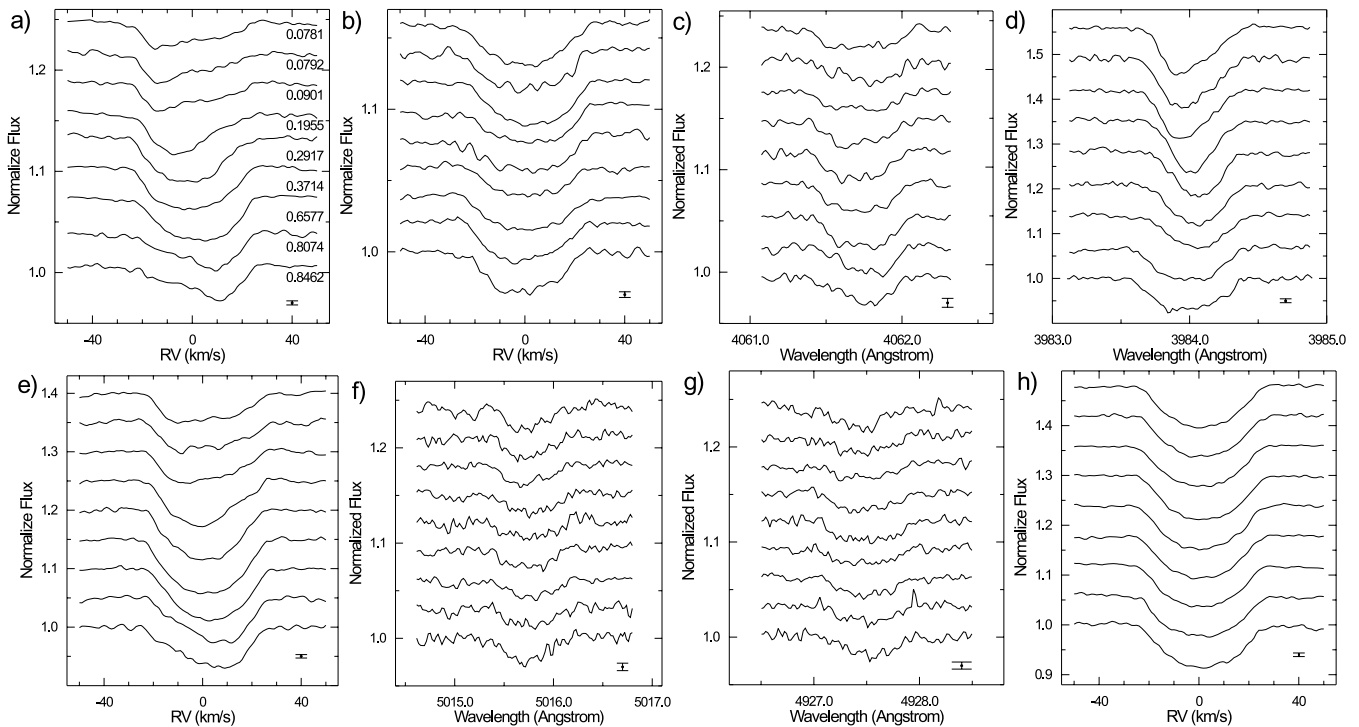 a)
Normalize Flux
1.2
1.1
1.0
0.0781
0.0792
0.0901
0.1955
0.2917
0.3714
0.6577
0.8074
0.8462
-40 0 40
RV (km/s)
b)
Normalize Flux
1.1
1.0
-40 0 40
RV (km/s)
c)
Normalized Flux
1.2
1.1
1.0
4061.0 4062.0
Wavelength (Angstrom)
d)
Normalized Flux
1.5
1.4
1.3
1.2
1.1
1.0
0.9
3983.0 3984.0 3985.0
Wavelength (Angstrom)
e)
Normalize Flux
1.4
1.3
1.2
1.1
1.0
-40 0 40
RV (km/s)
f)
Normalized Flux
1.2
1.1
1.0
5015.0 5016.0 5017.0
Wavelength (Angstrom)
g)
Normalized Flux
1.2
1.1
1.0
4927.0 4928.0
Wavelength (Angstrom)
h)
Normalize Flux
1.4
1.3
1.2
1.1
1.0
0.9
-40 0 40
RV (km/s)